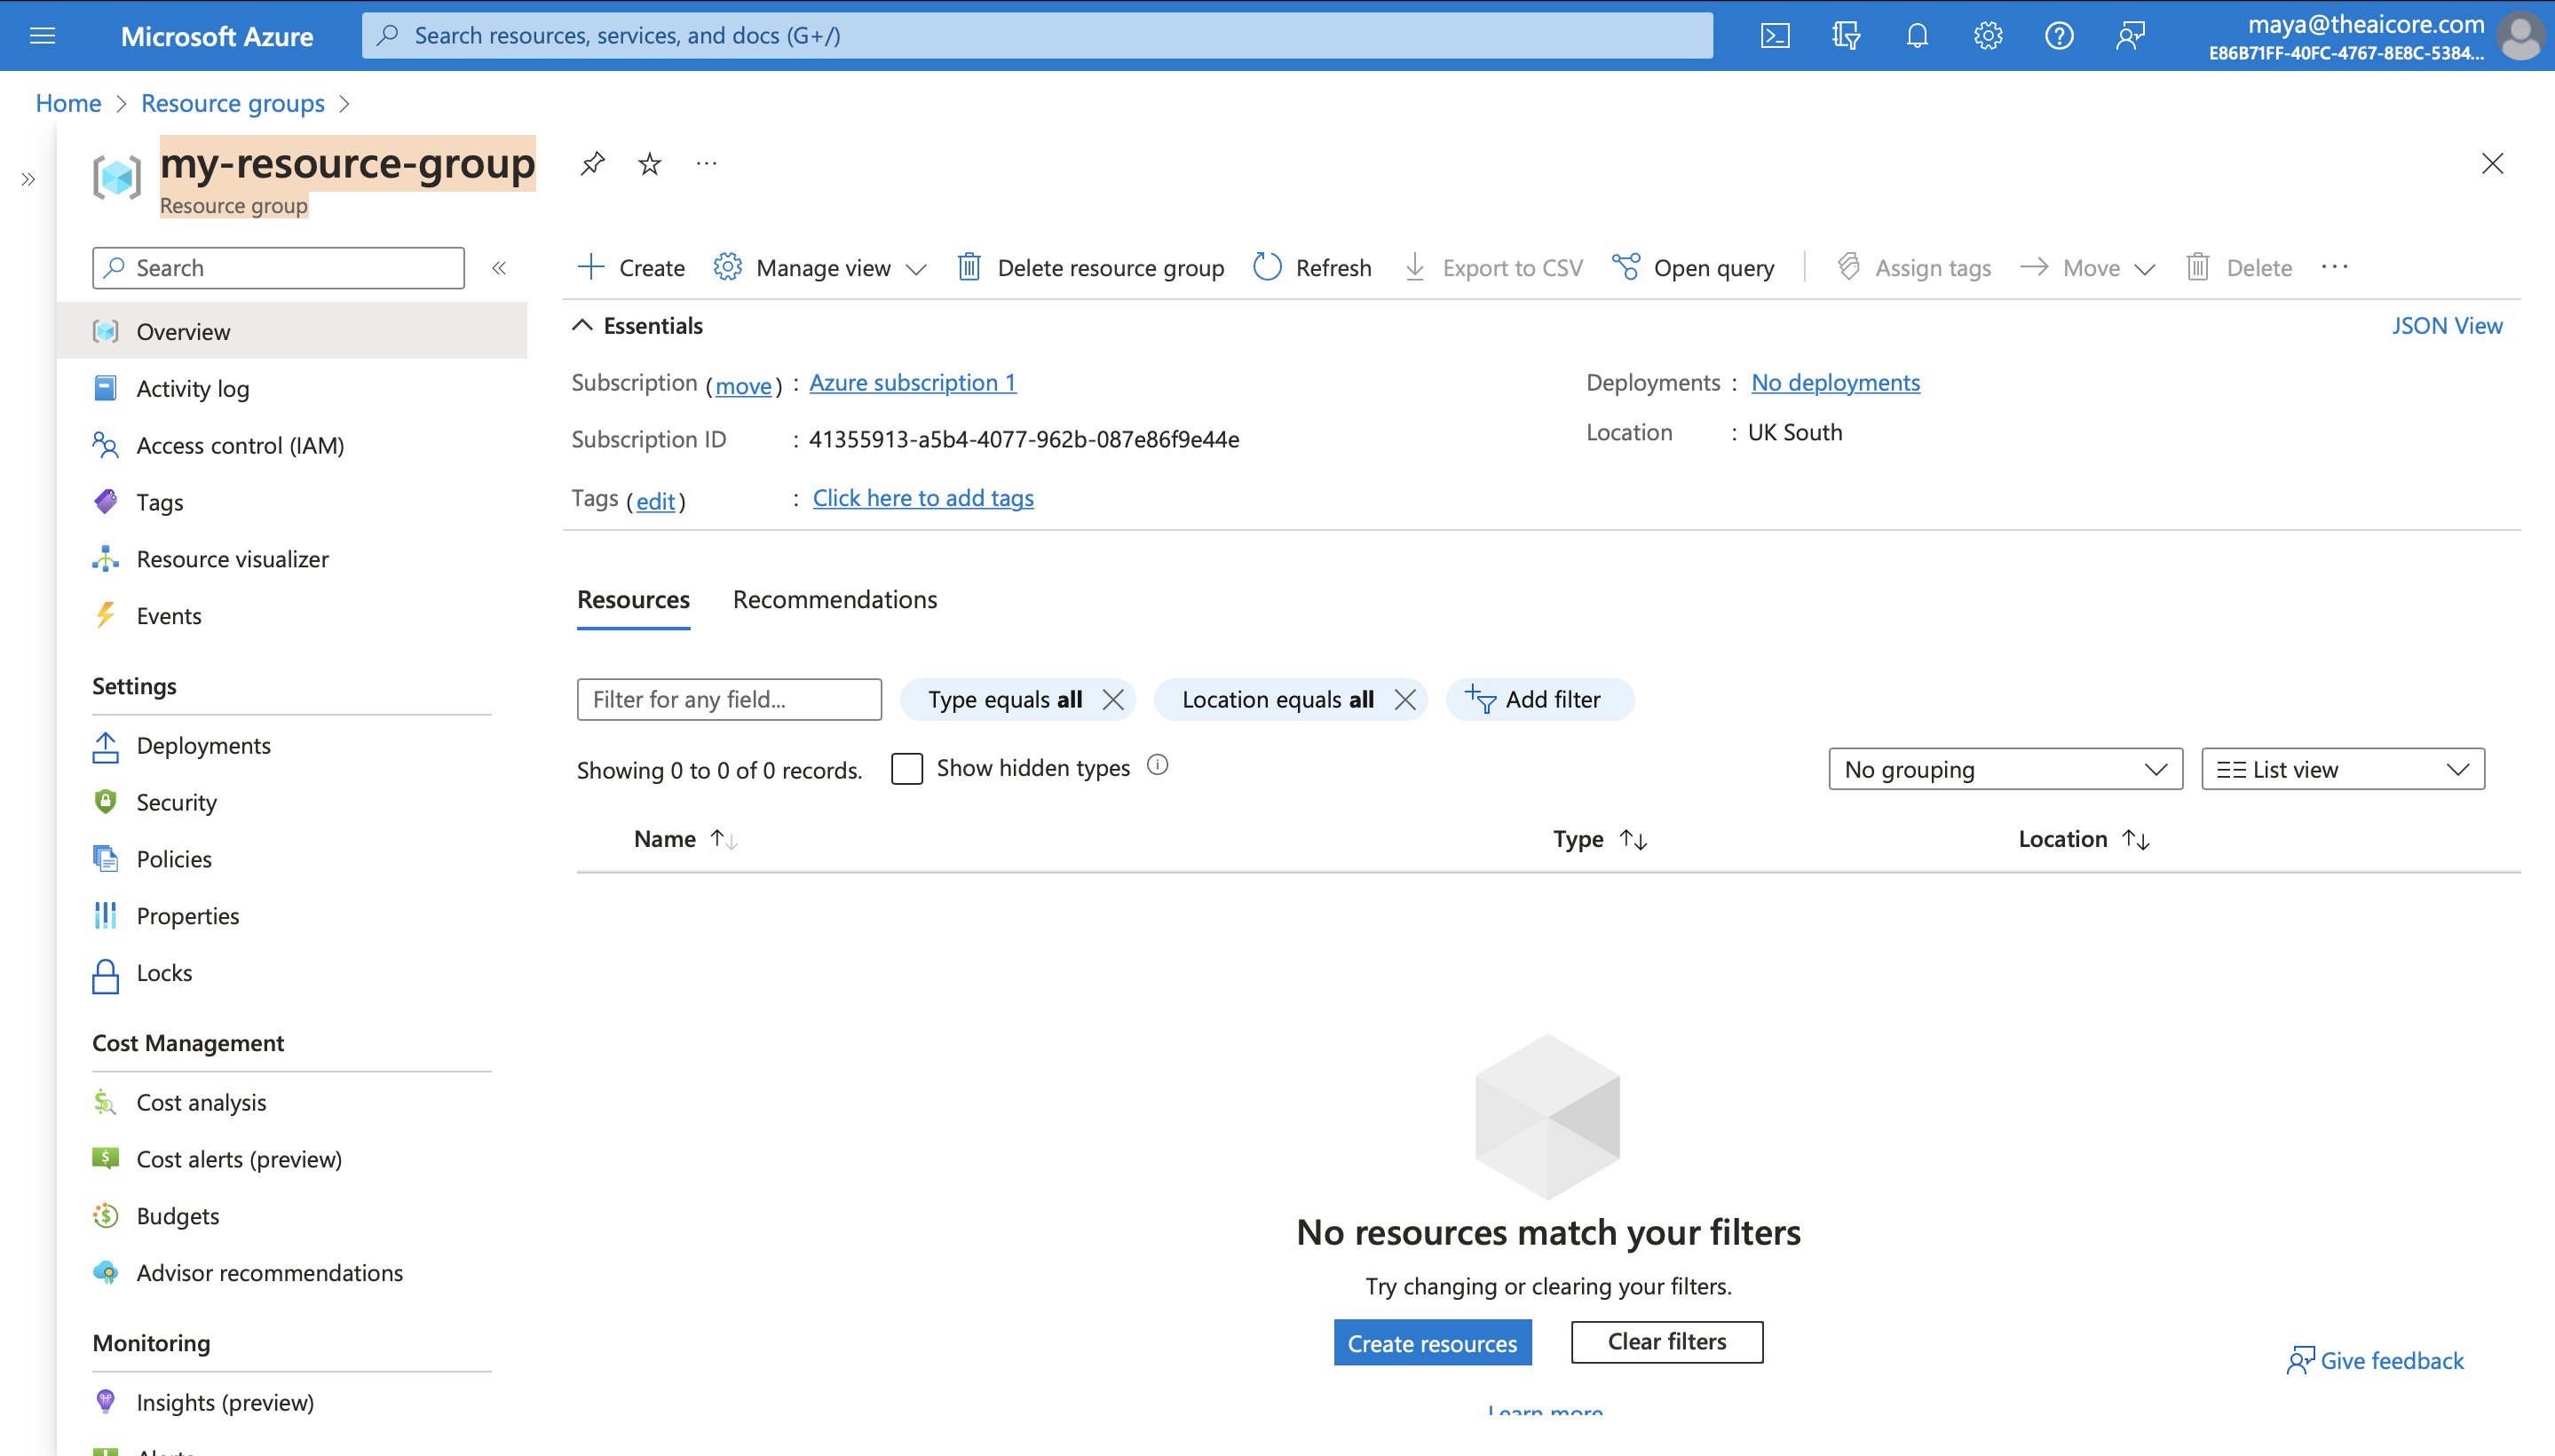 Microsoft Azure
Search resources, services, and docs (G+/)
maya@theaicore.com
E86B71FF-40FC-4767-8E8C-5384...
Home > Resource groups >
my-resource-group
Resource group
Search
Create
Manage view
Delete resource group
Refresh
Export to CSV
Open query
Assign tags
Move
Delete
Overview
Activity log
Access control (IAM)
Tags
Resource visualizer
Events
Settings
Deployments
Security
Policies
Properties
Locks
Cost Management
Cost analysis
Cost alerts (preview)
Budgets
Advisor recommendations
Monitoring
Insights (preview)
Alerts
Essentials
JSON View
Subscription (move) : Azure subscription 1
Subscription ID : 41355913-a5b4-4077-962b-087e86f9e44e
Tags (edit) : Click here to add tags
Deployments : No deployments
Location : UK South
Resources
Recommendations
Filter for any field...
Type equals all
Location equals all
Add filter
Showing 0 to 0 of 0 records.
Show hidden types
No grouping
List view
Name
Type
Location
No resources match your filters
Try changing or clearing your filters.
Create resources
Clear filters
Learn more
Give feedback